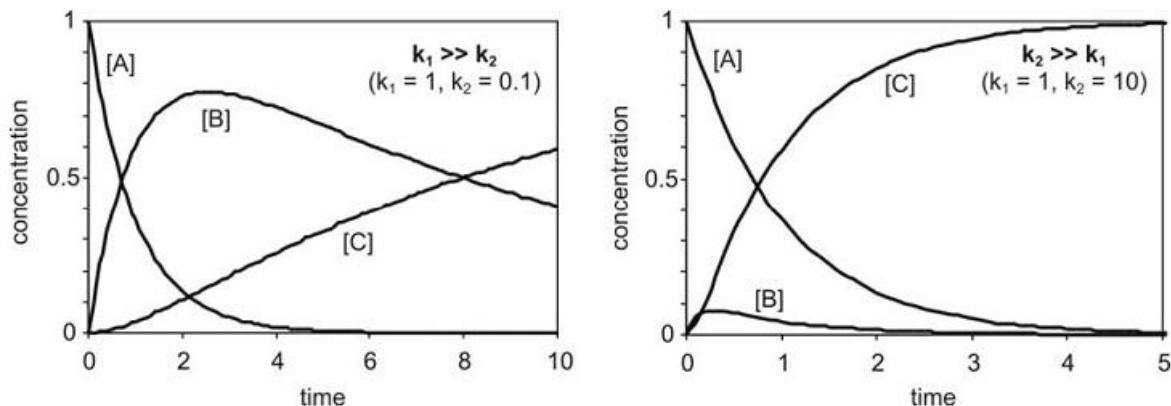 1
[A]
k₁ >> k₂
(k₁ = 1, k₂ = 0.1)
[B]
0.5
[C]
0
0 2 4 6 8 10
concentration
time
1
[A]
k₂ >> k₁
(k₁ = 1, k₂ = 10)
[C]
0.5
[B]
0
0 1 2 3 4 5
concentration
time